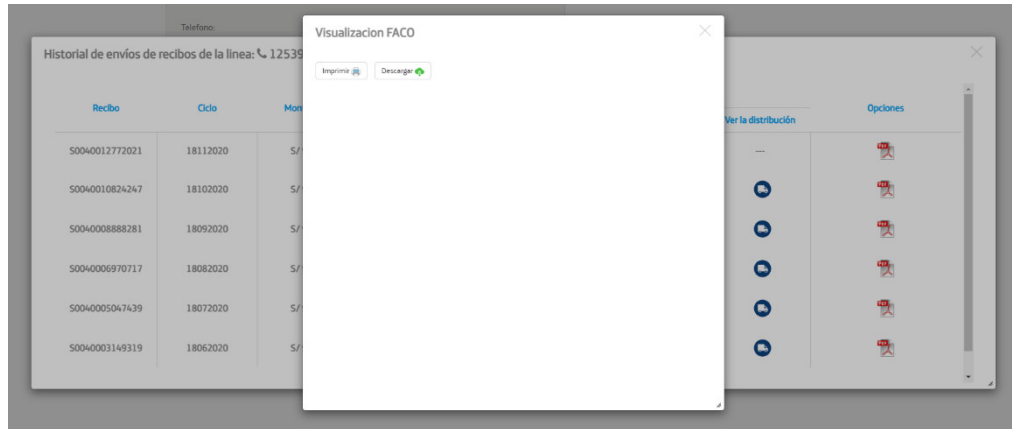 Telefono:
Visualizacion FACO
Historial de envíos de recibos de la linea: 12539
Imprimir
Descargar
Recibo Ciclo Mon Opciones
Ver la distribución
S0040012772021 18112020 S/ ---
S0040010824247 18102020 S/
S0040008888281 18092020 S/
S0040006970717 18082020 S/
S0040005047439 18072020 S/
S0040003149319 18062020 S/